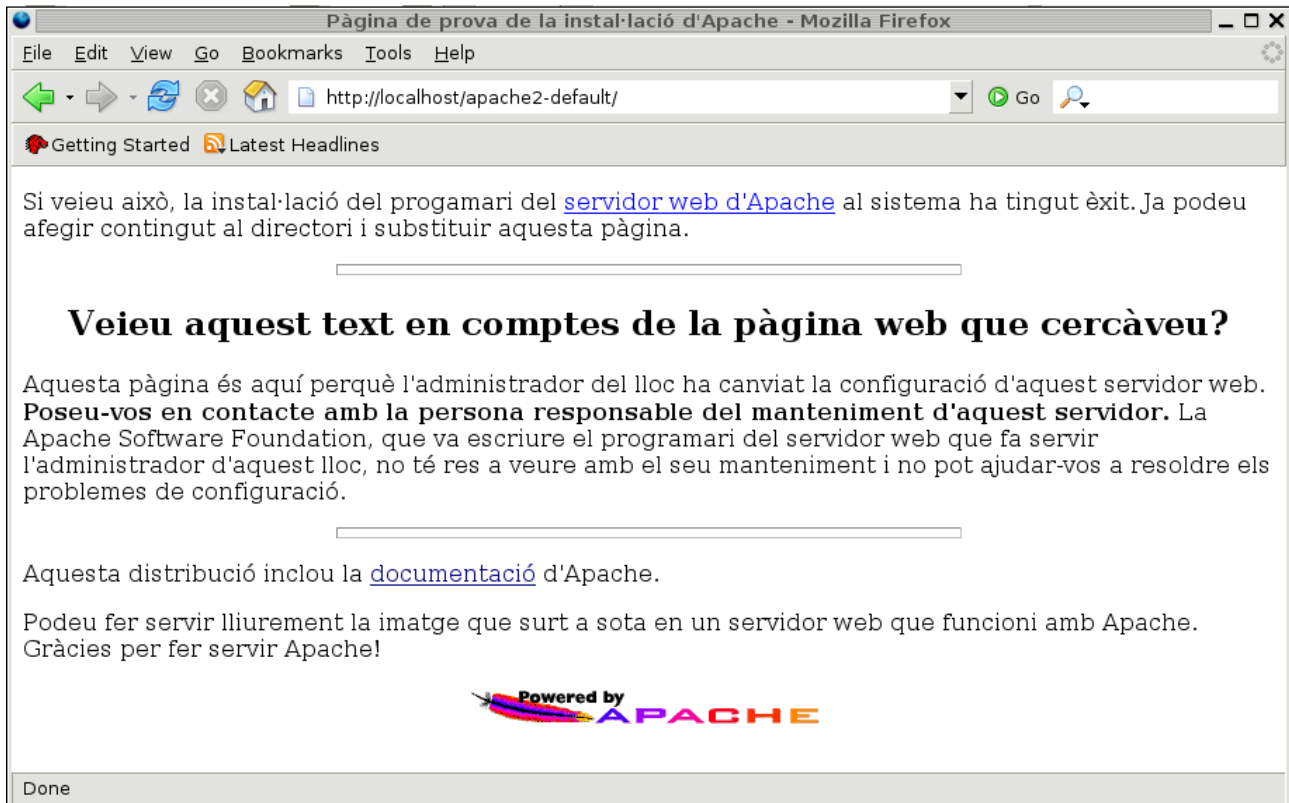 Pàgina de prova de la instal·lació d'Apache - Mozilla Firefox
File Edit View Go Bookmarks Tools Help
http://localhost/apache2-default/ Go
Getting Started Latest Headlines
Si veieu això, la instal·lació del progamari del servidor web d'Apache al sistema ha tingut èxit. Ja podeu
afegir contingut al directori i substituir aquesta pàgina.
Veieu aquest text en comptes de la pàgina web que cercàveu?
Aquesta pàgina és aquí perquè l'administrador del lloc ha canviat la configuració d'aquest servidor web.
Poseu-vos en contacte amb la persona responsable del manteniment d'aquest servidor. La
Apache Software Foundation, que va escriure el programari del servidor web que fa servir
l'administrador d'aquest lloc, no té res a veure amb el seu manteniment i no pot ajudar-vos a resoldre els
problemes de configuració.
Aquesta distribució inclou la documentació d'Apache.
Podeu fer servir lliurement la imatge que surt a sota en un servidor web que funcioni amb Apache.
Gràcies per fer servir Apache!
Powered by
APACHE
Done